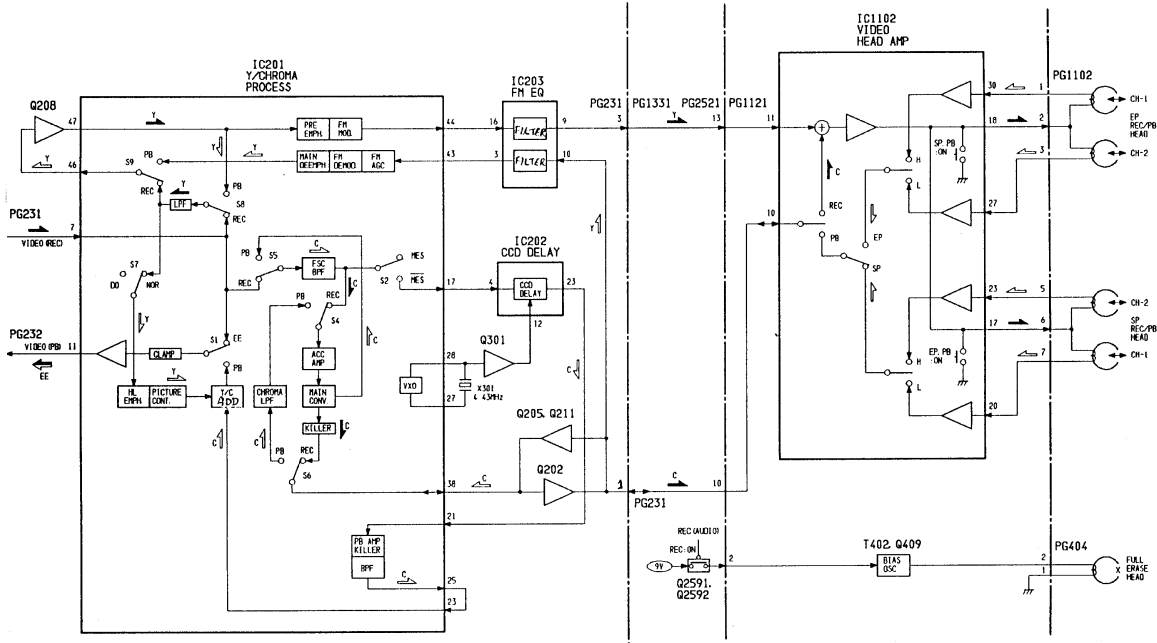 IC1102
VIDEO
HEAD AMP
IC201
Y/CHROMA
PROCESS
IC203
FM EQ
PG231
PG1331
PG2521
PG1121
PG1102
Q208
47
Y
Y
PRE
EMPH
FM
MOD.
44
16
FILTER
9
3
13
11
30
1
CH-1
18
2
EP
REC/PB
HEAD
46
Y
S9
PB
REC
Y
MAIN
DEEMPH
FM
DEMOD
FM
AGC
43
3
FILTER
10
C
SP, PB
:ON
H
L
3
CH-2
27
PG231
7
VIDEO (REC)
Y
LPF
PB
S8
REC
REC
PB
10
Y
S7
DO
NOR
PB
S5
REC
C
FSC
BPF
C
S2
MES
MES
17
IC202
CCD DELAY
4
CCD
DELAY
23
12
EP
SP
23
5
CH-2
17
6
SP
REC/PB
HEAD
Y
PB
REC
S4
C
PG232
11
VIDEO (PB)
EE
CLAMP
S1
EE
PB
ACC
AMP
VXO
28
27
Q301
X301
4.43MHz
C
EP, PB
:ON
H
L
7
CH-1
20
Y
HL
EMPH
PICTURE
CONT.
Y/C
ADD
CHROMA
LPF
MAIN
CONV.
KILLER
C
C
C
PB
REC
S6
Q205, Q211
38
C
Q202
1
PG231
C
10
21
PB AMP
KILLER
BPF
C
25
23
REC(AUDIO)
REC:ON
9V
2
Q2591,
Q2592
T402, Q409
BIAS
OSC
PG404
2
1
FULL
ERASE
HEAD